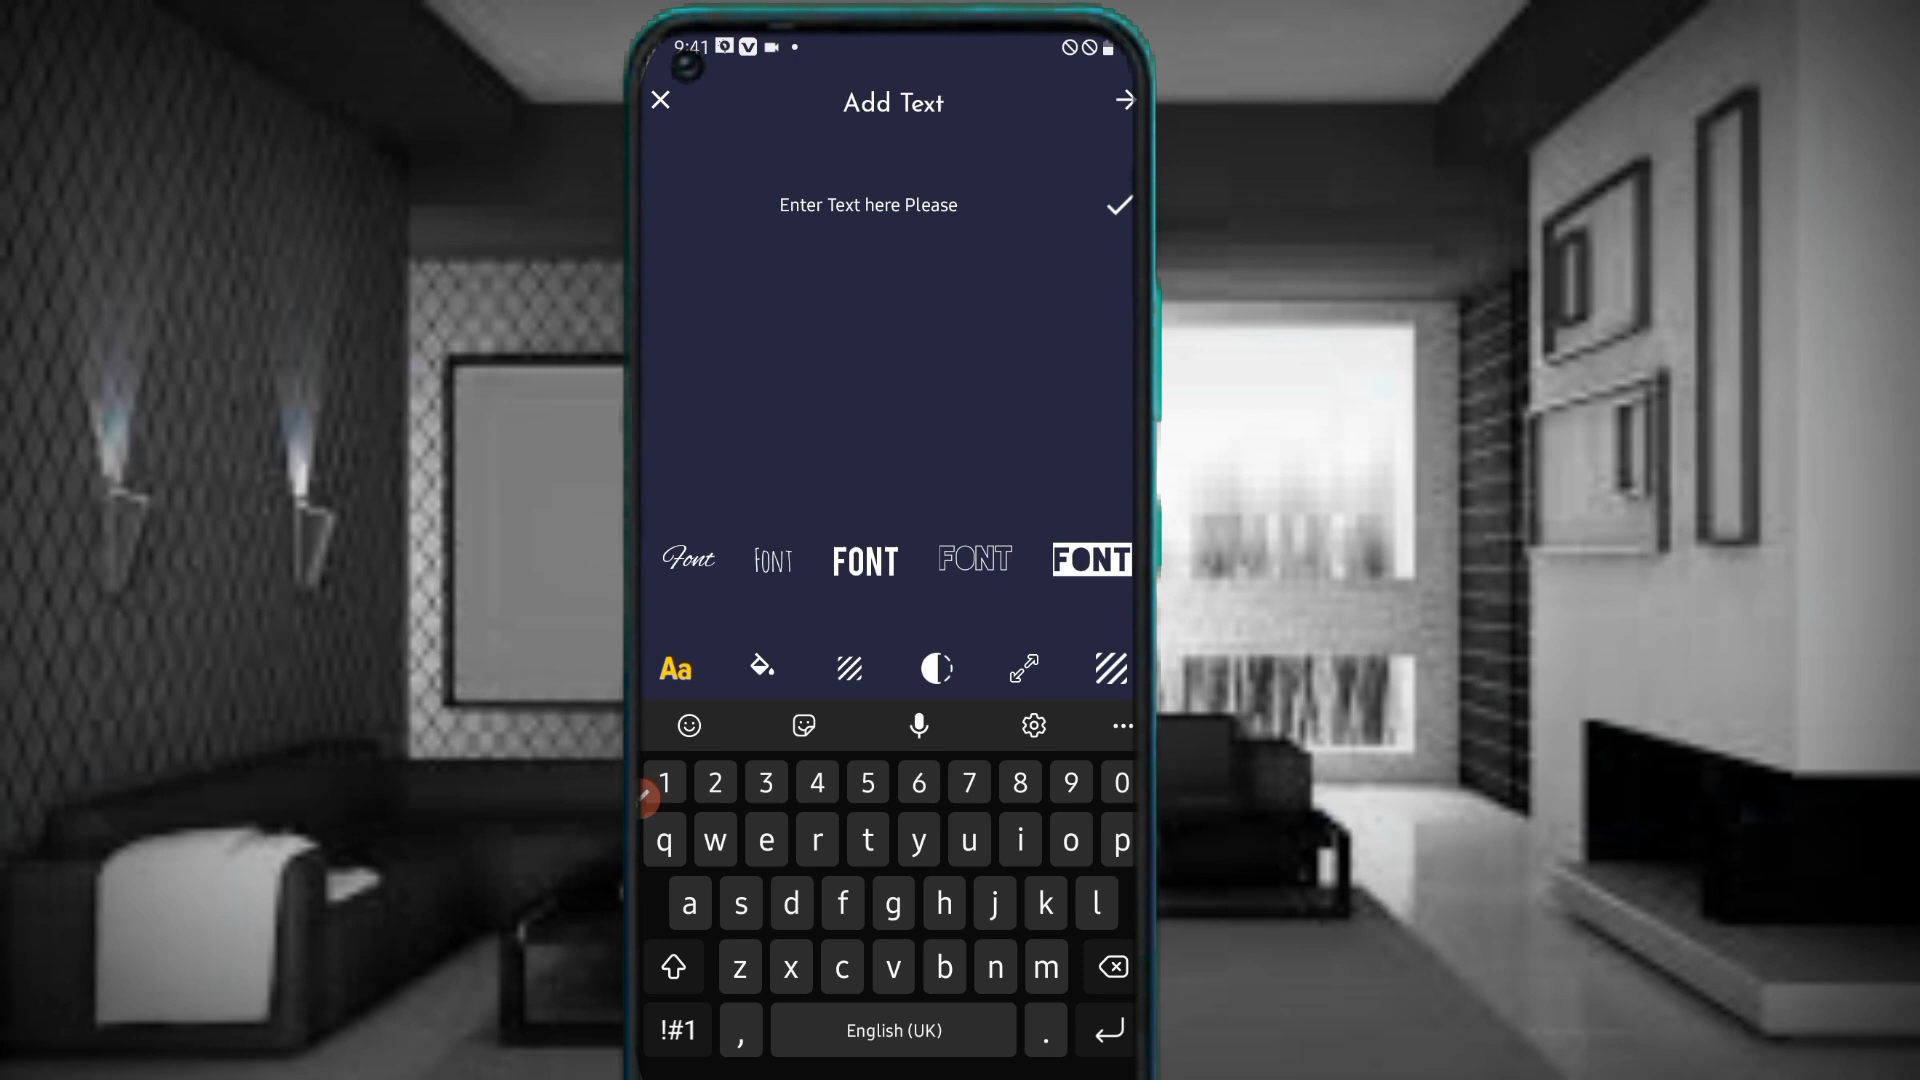 9:41
Add Text
Enter Text here Please
Font FONT FONT FONT FONT
Aa
1 2 3 4 5 6 7 8 9 0
q w e r t y u i o p
a s d f g h j k l
z x c v b n m
!#1 , English (UK) .